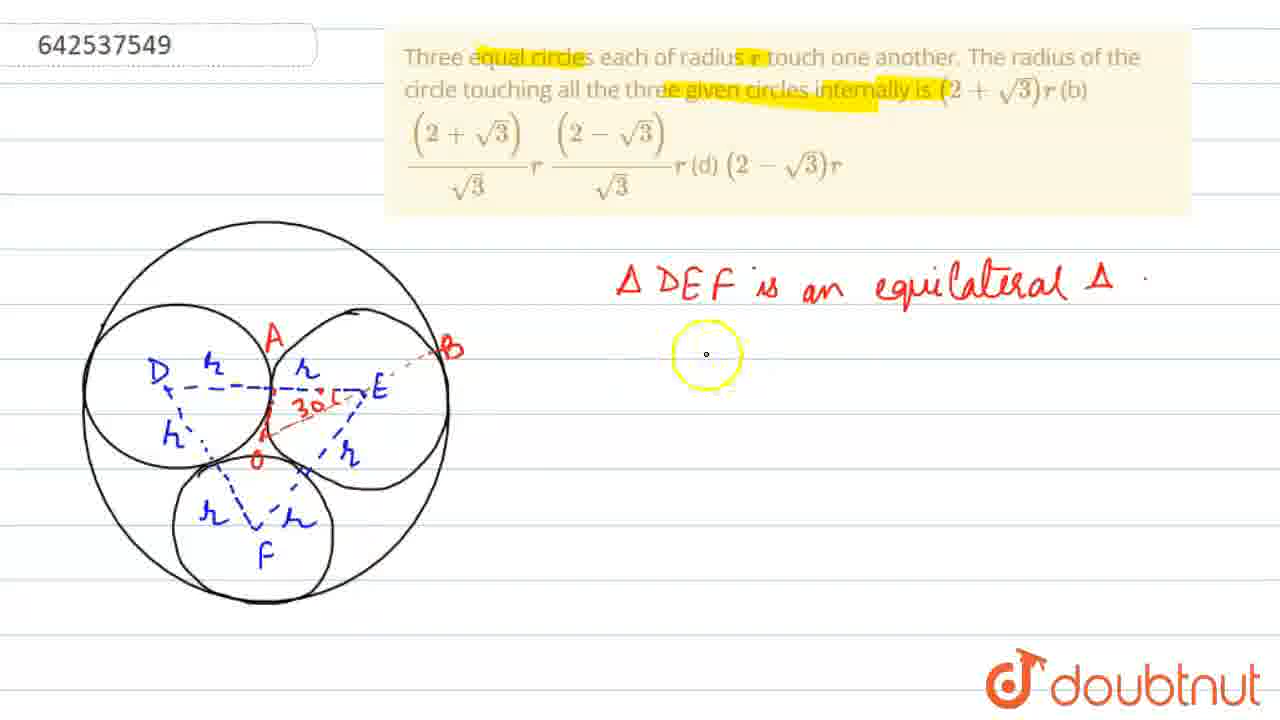 642537549
Three equal circles each of radius r touch one another. The radius of the
circle touching all the three given circles internally is (2 + √3)r (b)
(2 + √3)/√3 r (2 − √3)/√3 r (d) (2 − √3)r
Δ DEF is an equilateral Δ .
A
B
D r r E
30°
r O r
r r
F
doubtnut